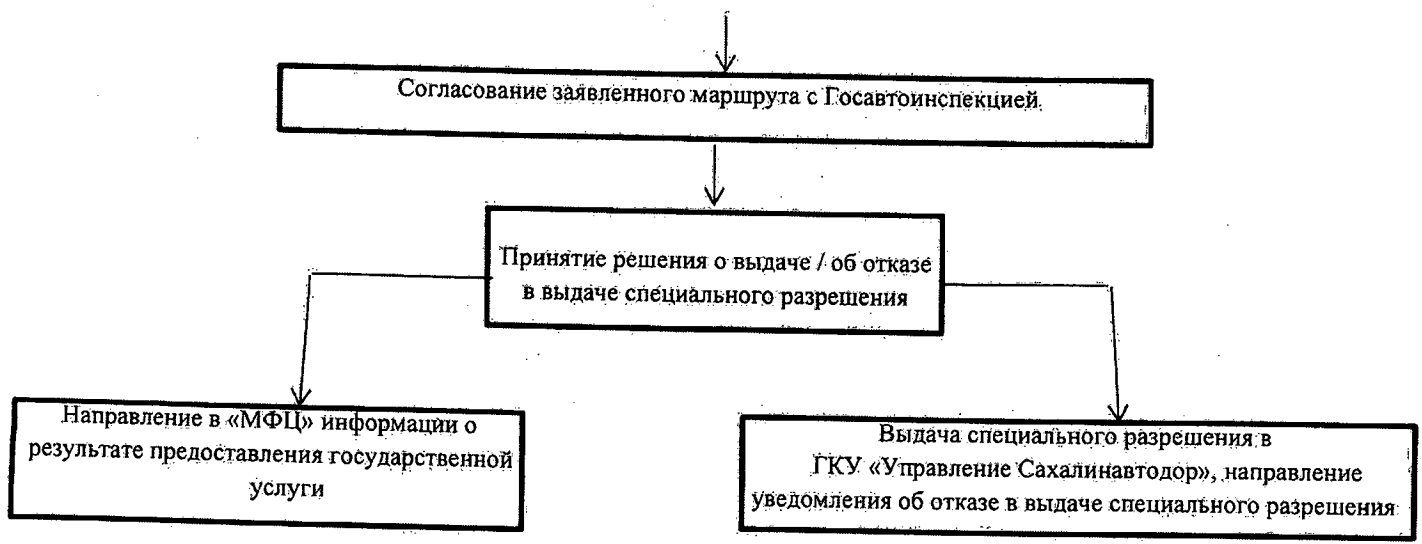 Согласование заявленного маршрута с Госавтоинспекцией.
Принятие решения о выдаче / об отказе
в выдаче специального разрешения
Направление в «МФЦ» информации о
результате предоставления государственной
услуги
Выдача специального разрешения в
ГКУ «Управление Сахалинавтодор», направление
уведомления об отказе в выдаче специального разрешения